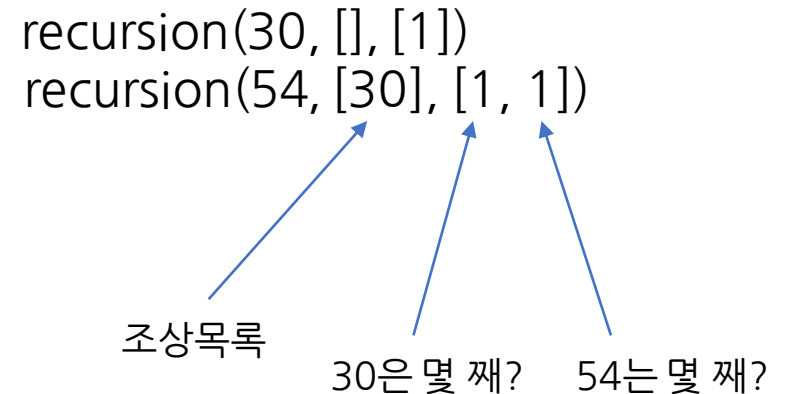 recursion(30, [], [1])
recursion(54, [30], [1, 1])
조상목록
30은 몇 째?
54는 몇 째?